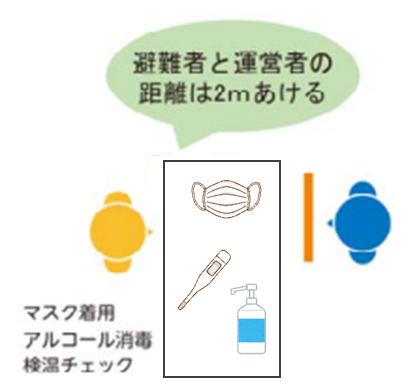 避難者と運営者の
距離は2mあける
マスク着用
アルコール消毒
検温チェック